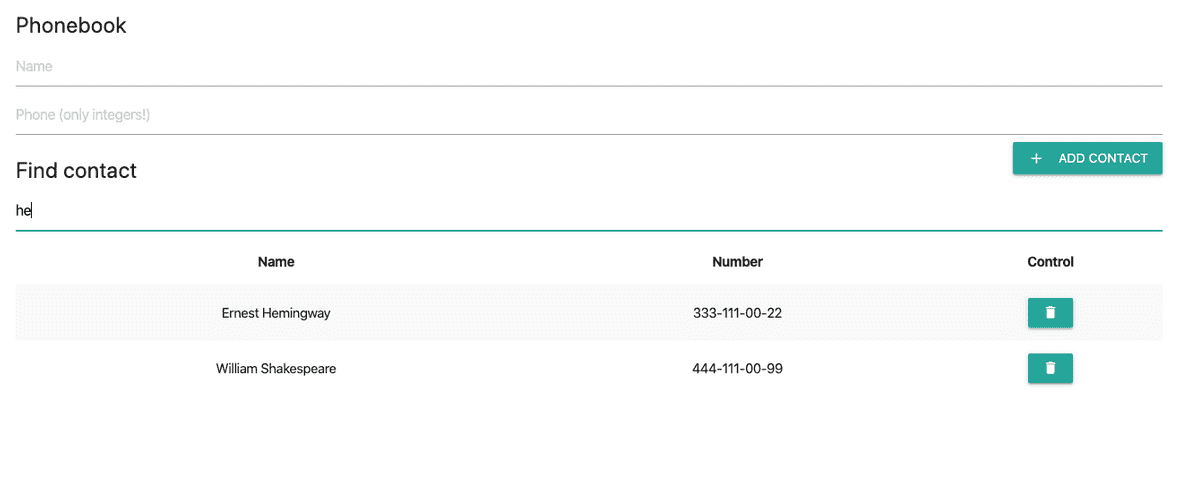 Phonebook
Name
Phone (only integers!)
Find contact
+ ADD CONTACT
he
Name Number Control
Ernest Hemingway 333-111-00-22
William Shakespeare 444-111-00-99